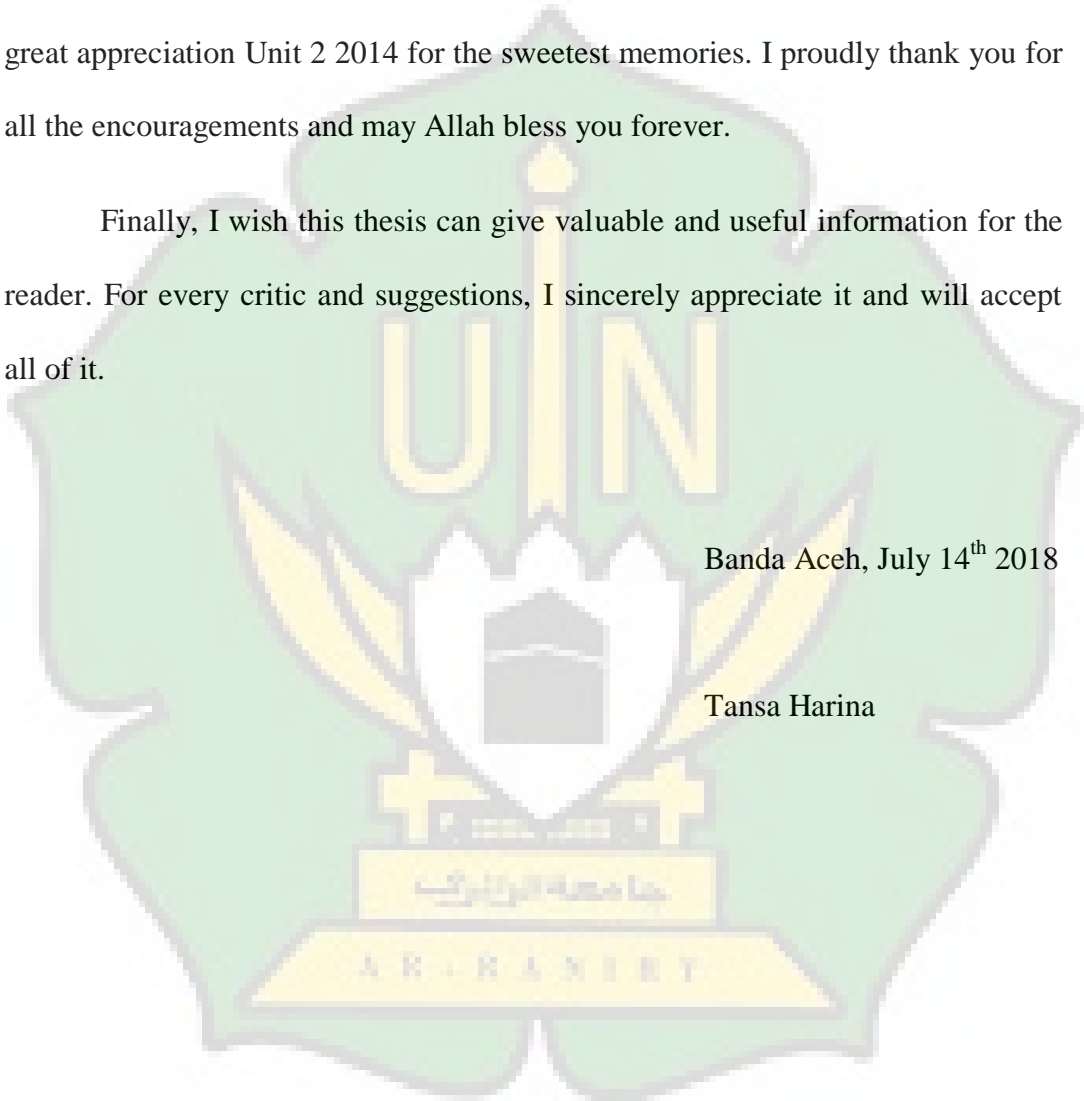 great appreciation Unit 2 2014 for the sweetest memories. I proudly thank you for
all the encouragements and may Allah bless you forever.
Finally, I wish this thesis can give valuable and useful information for the
reader. For every critic and suggestions, I sincerely appreciate it and will accept
all of it.
UIN
Banda Aceh, July 14th 2018
Tansa Harina
جامعة الرانيري
AR-RANIRY